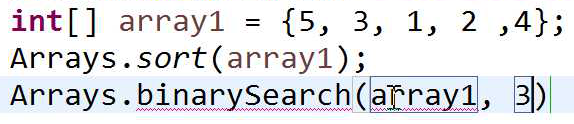 int[] array1 = {5, 3, 1, 2 ,4};
Arrays.sort(array1);
Arrays.binarySearch(array1, 3)